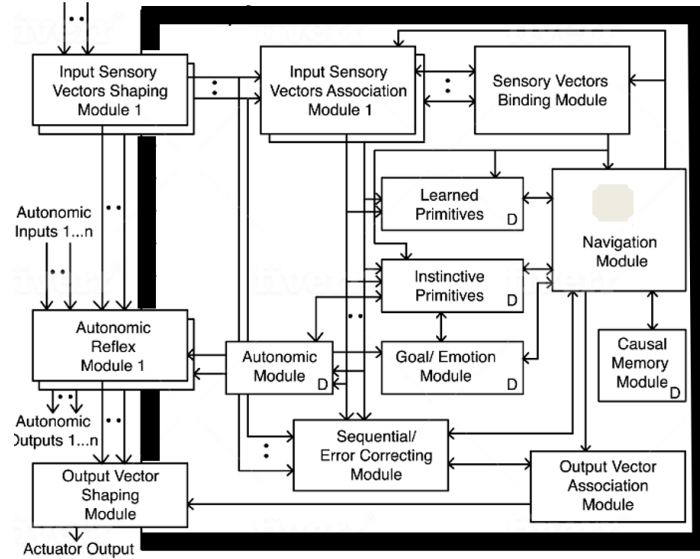 Input Sensory
Vectors Shaping
Module 1
Input Sensory
Vectors Association
Module 1
Sensory Vectors
Binding Module
Learned
Primitives
D
Autonomic
Inputs 1...n
Navigation
Module
Instinctive
Primitives
D
Autonomic
Reflex
Module 1
Autonomic
Module
D
Goal/ Emotion
Module
D
Causal
Memory
Module
D
Autonomic
Outputs 1...n
Sequential/
Error Correcting
Module
Output Vector
Shaping
Module
Output Vector
Association
Module
Actuator Output